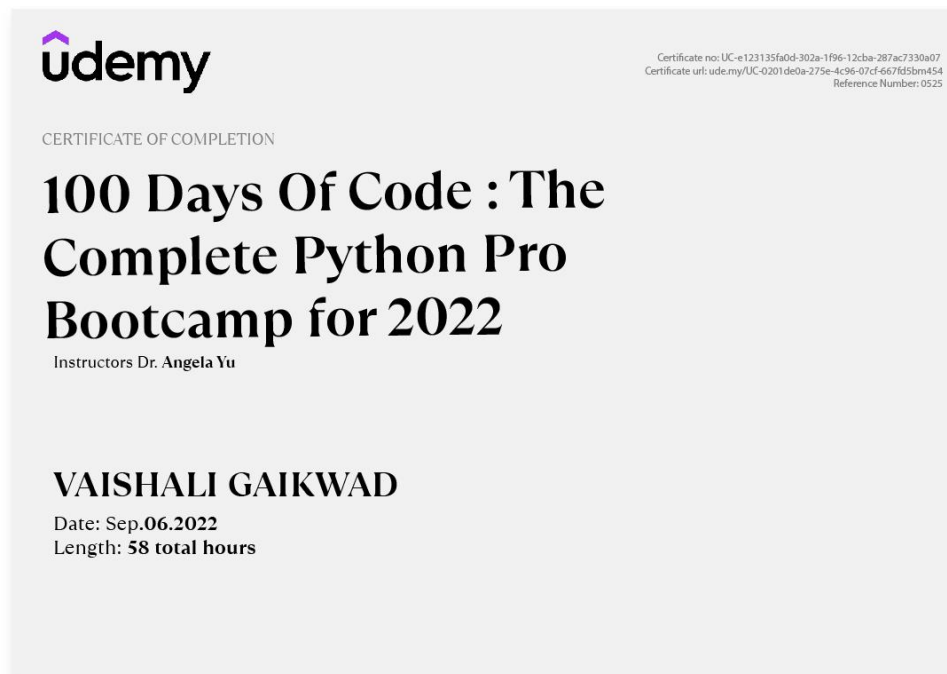 udemy
Certificate no: UC-e123135fa0d-302a-1f96-12cba-287ac7330a07
Certificate url: ude.my/UC-0201de0a-275e-4c96-07cf-667fd5bm454
Reference Number: 0525
CERTIFICATE OF COMPLETION
100 Days Of Code : The
Complete Python Pro
Bootcamp for 2022
Instructors Dr. Angela Yu
VAISHALI GAIKWAD
Date: Sep.06.2022
Length: 58 total hours